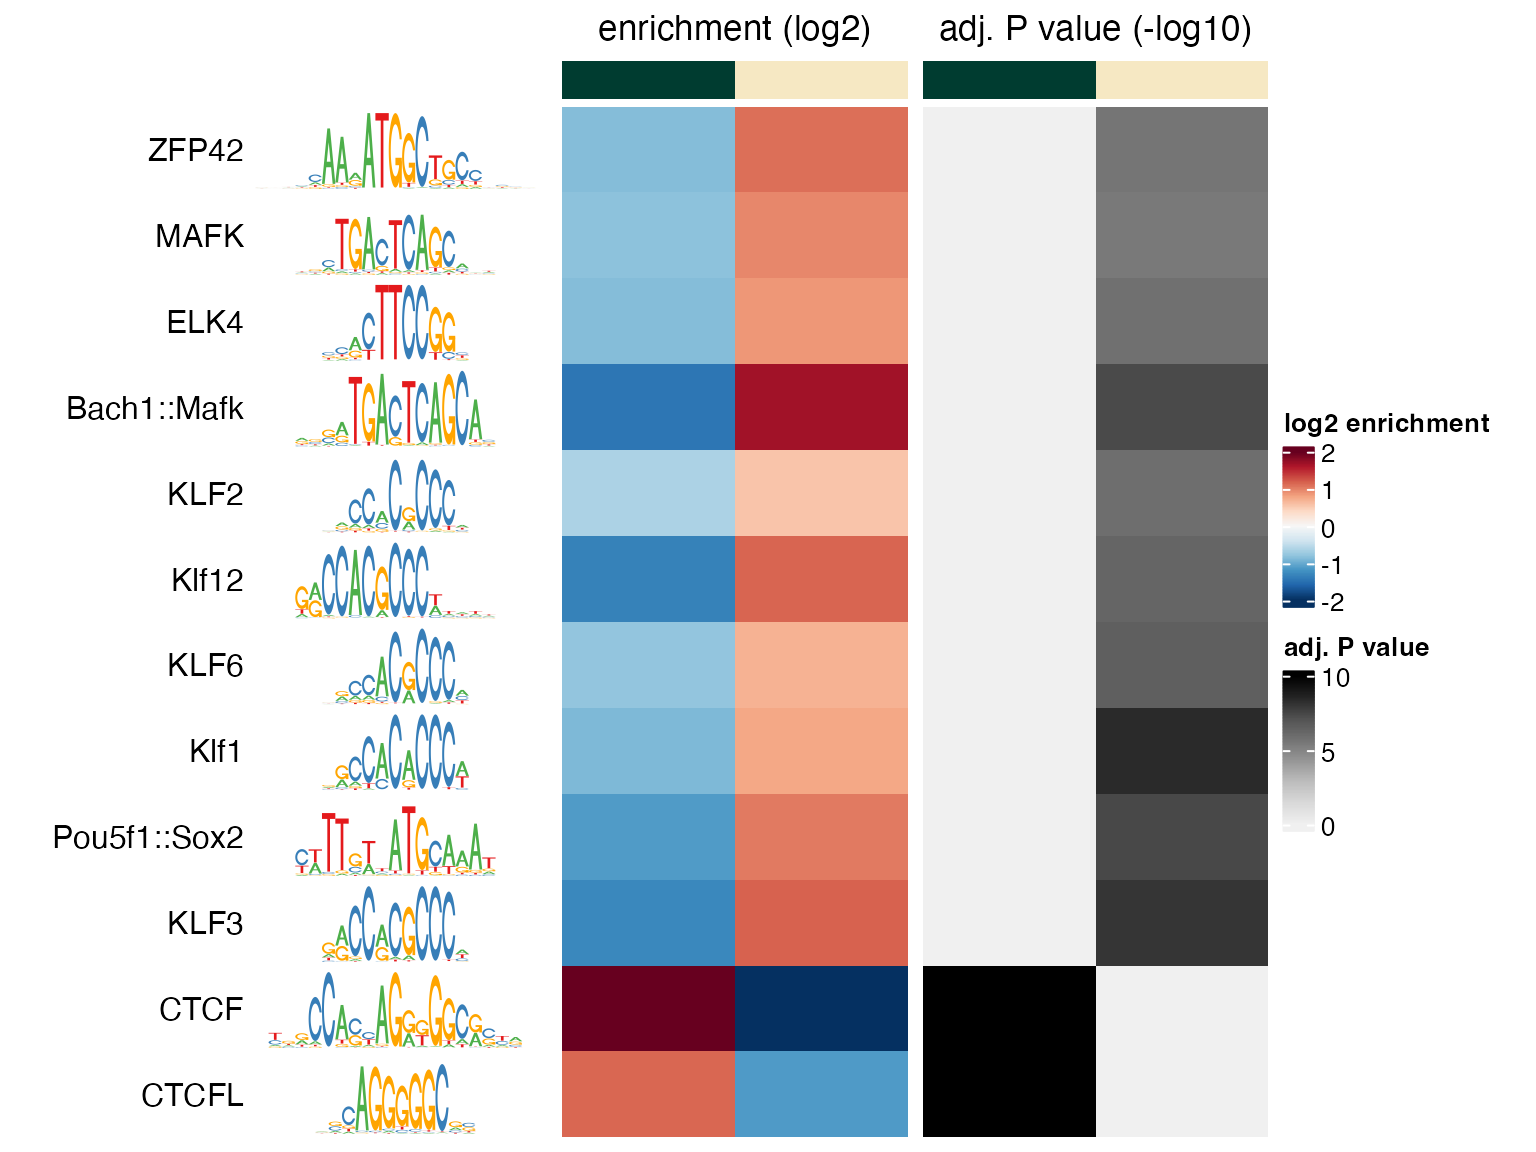 enrichment (log2) adj. P value (-log10)
ZFP42
MAFK
ELK4
Bach1::Mafk
KLF2
Klf12
KLF6
Klf1
Pou5f1::Sox2
KLF3
CTCF
CTCFL
log2 enrichment
2
1
0
-1
-2
adj. P value
10
5
0